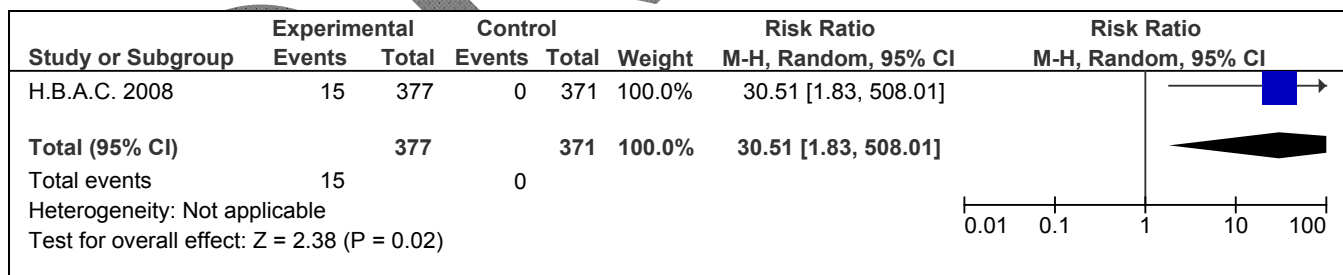 Experimental Control Risk Ratio Risk Ratio
Study or Subgroup Events Total Events Total Weight M-H, Random, 95% CI M-H, Random, 95% CI
H.B.A.C. 2008 15 377 0 371 100.0% 30.51 [1.83, 508.01]
Total (95% CI) 377 371 100.0% 30.51 [1.83, 508.01]
Total events 15 0
Heterogeneity: Not applicable
Test for overall effect: Z = 2.38 (P = 0.02)
0.01 0.1 1 10 100